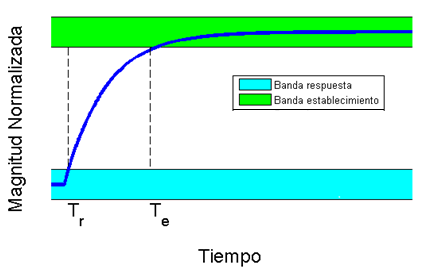 Magnitud Normalizada
Banda respuesta
Banda establecimiento
Tr
Te
Tiempo